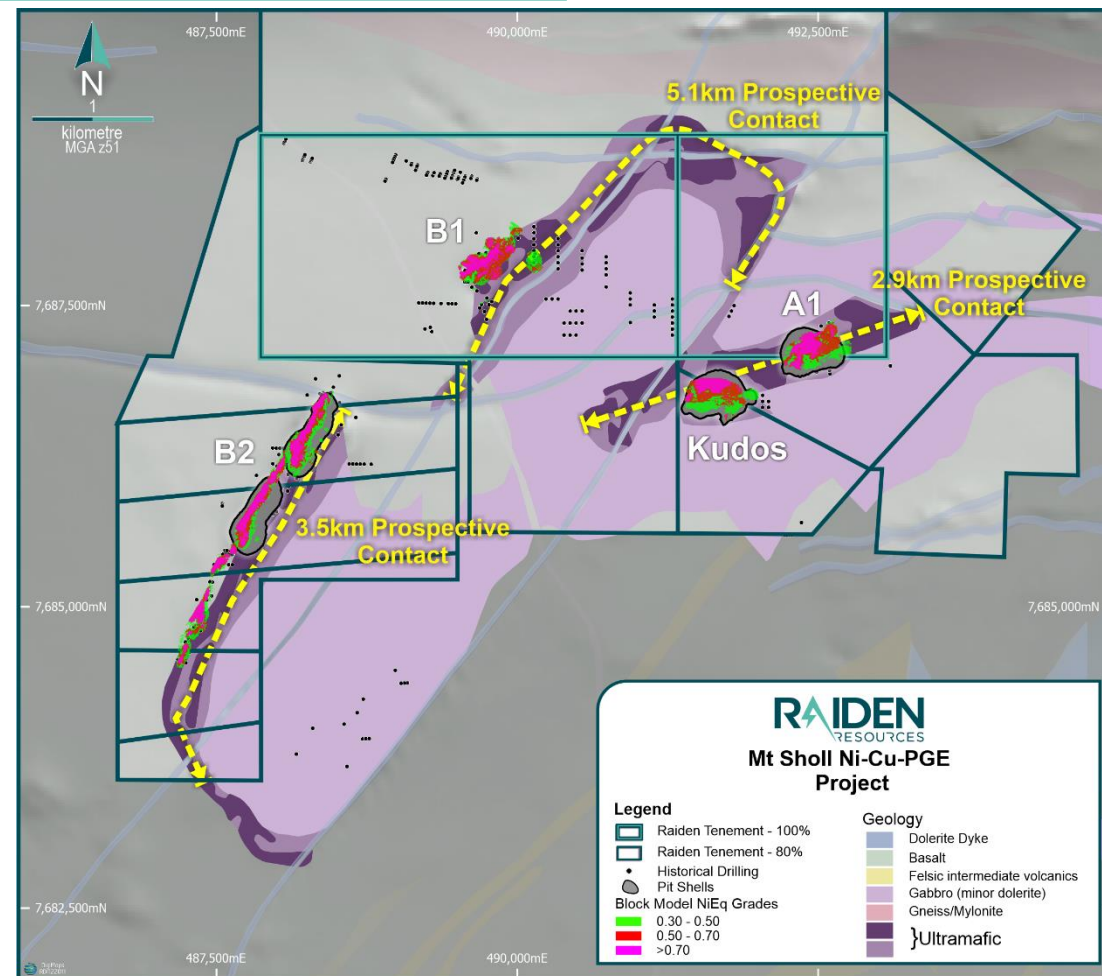 487,500mE
490,000mE
492,500mE
N
1
kilometre
MGA z51
5.1km Prospective
Contact
B1
7,687,500mN
2.9km Prospective
Contact
A1
Kudos
B2
3.5km Prospective
Contact
7,685,000mN
7,685,000mN
7,682,500mN
487,500mE
490,000mE
RAIDEN
RESOURCES
Mt Sholl Ni-Cu-PGE
Project
Legend
Raiden Tenement - 100%
Raiden Tenement - 80%
Historical Drilling
Pit Shells
Block Model NiEq Grades
0.30 - 0.50
0.50 - 0.70
>0.70
Geology
Dolerite Dyke
Basalt
Felsic intermediate volcanics
Gabbro (minor dolerite)
Gneiss/Mylonite
}Ultramafic